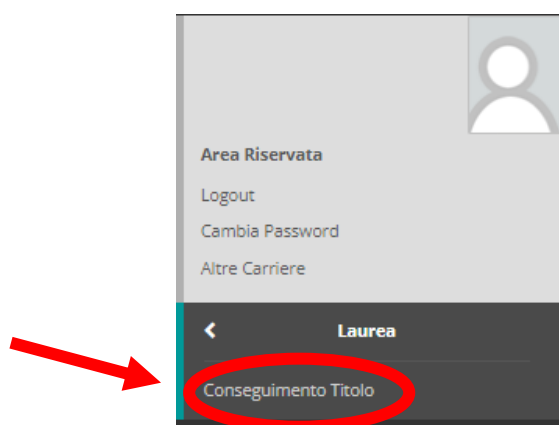 Area Riservata
Logout
Cambia Password
Altre Carriere
Laurea
Conseguimento Titolo